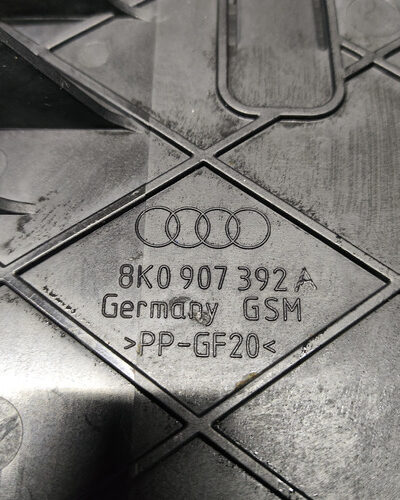 8K0 907 392 A
Germany GSM
>PP-GF20<